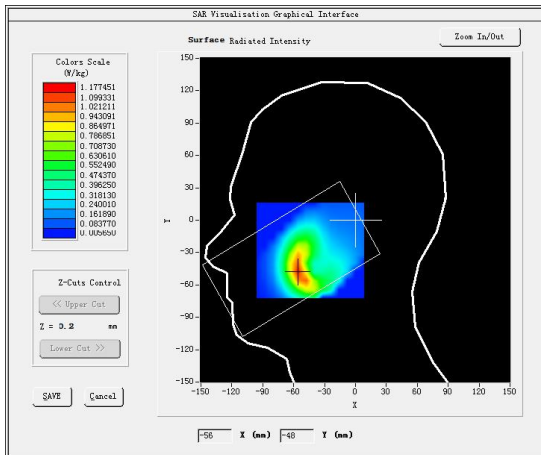 SAR Visualisation Graphical Interface
Surface Radiated Intensity
Zoom In/Out
Colors Scale
(W/kg)
1.177451
1.099331
1.021211
0.943091
0.864971
0.786851
0.708730
0.630610
0.552490
0.474370
0.396250
0.318130
0.240010
0.161890
0.083770
0.005650
Z-Cuts Control
<< Upper Cut
Z = 0.2 mm
Lower Cut >>
SAVE Cancel
150
120
90
60
30
0
-30
-60
-90
-120
-150
Y
-150 -120 -90 -60 -30 0 30 60 90 120 150
X
-56 X (mm) -48 Y (mm)